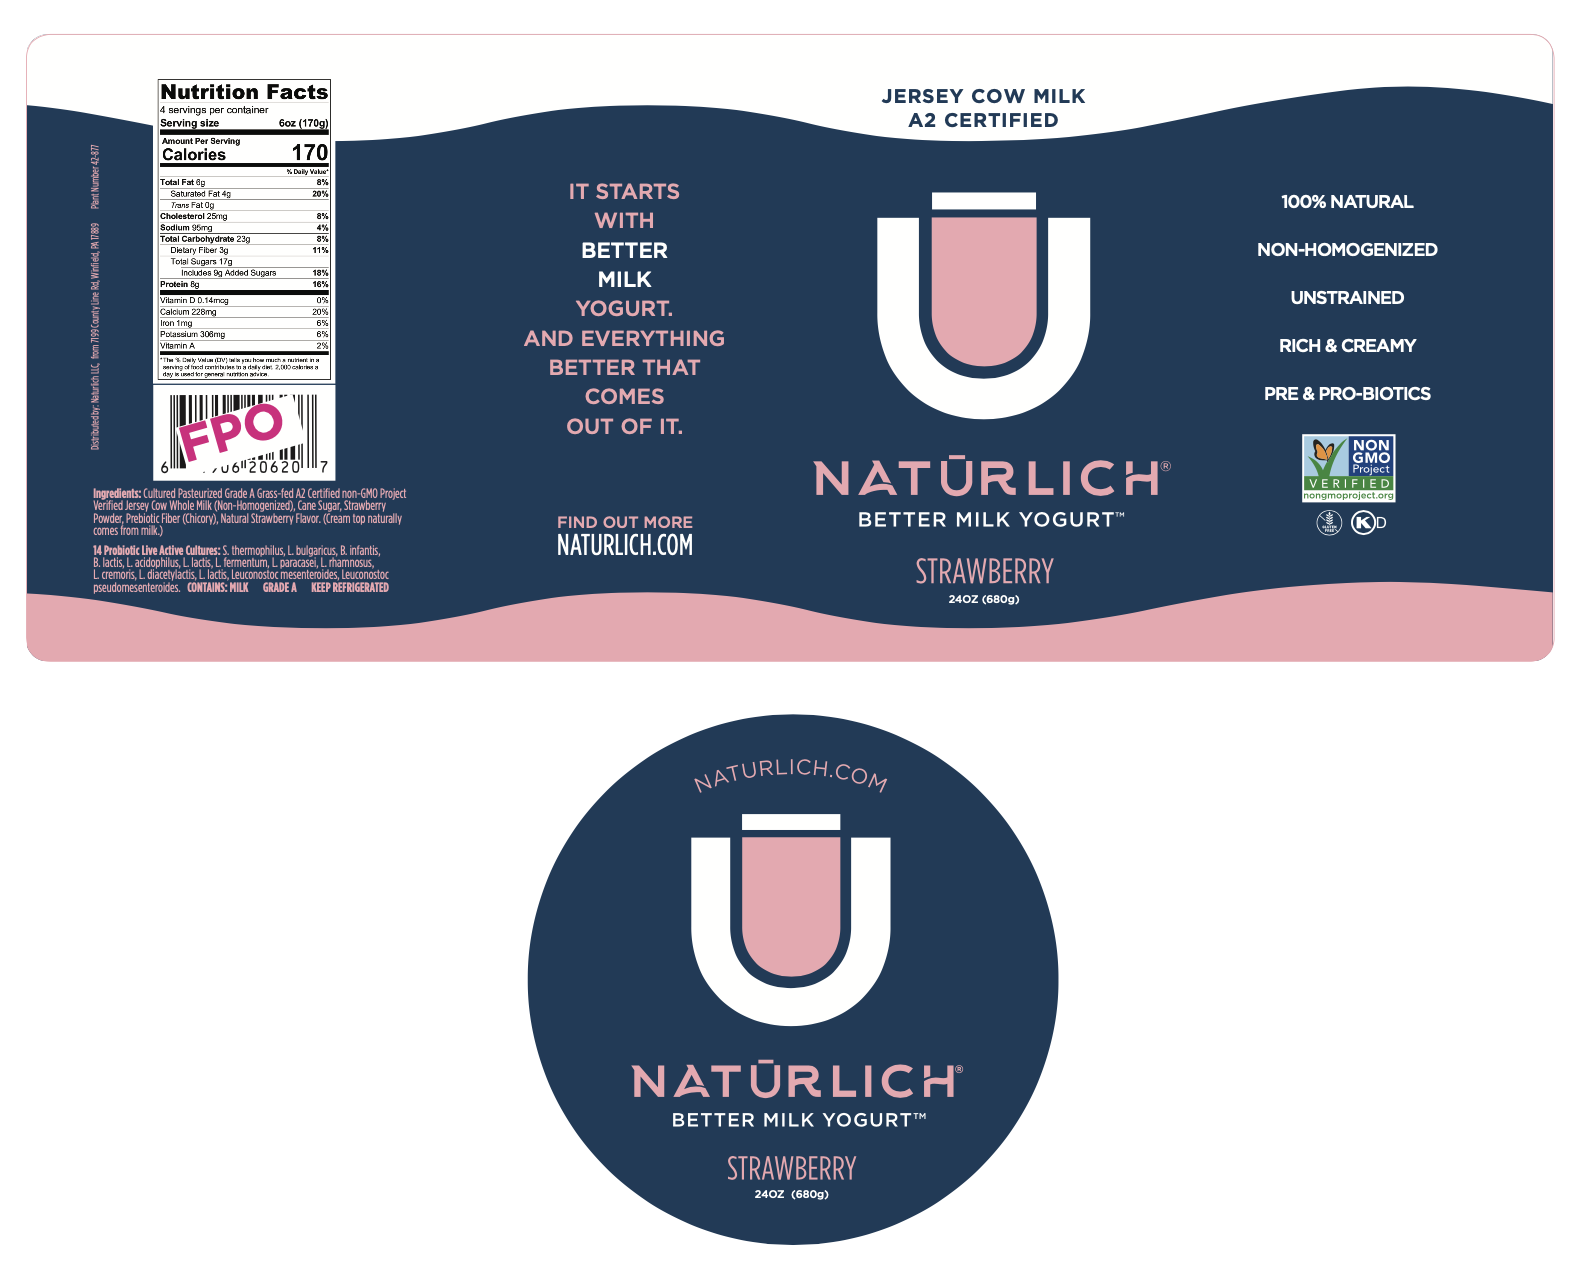 Nutrition Facts
4 servings per container
Serving size 6oz (170g)
Amount Per Serving
Calories 170
% Daily Value*
Total Fat 6g 8%
Saturated Fat 4g 20%
Trans Fat 0g
Cholesterol 25mg 8%
Sodium 95mg 4%
Total Carbohydrate 23g 8%
Dietary Fiber 3g 11%
Total Sugars 17g
Includes 9g Added Sugars 18%
Protein 8g 16%
Vitamin D 0.14mcg 0%
Calcium 228mg 20%
Iron 1mg 6%
Potassium 306mg 6%
Vitamin A 2%
*The % Daily Value (DV) tells you how much a nutrient in a
serving of food contributes to a daily diet. 2,000 calories a
day is used for general nutrition advice.
Distributed by: Naturlich LLC, from 7199 County Line Rd, Winfield, PA 17889 Plant Number 42-877
FPO
6 06 20620 7
Ingredients: Cultured Pasteurized Grade A Grass-fed A2 Certified non-GMO Project
Verified Jersey Cow Whole Milk (Non-Homogenized), Cane Sugar, Strawberry
Powder, Prebiotic Fiber (Chicory), Natural Strawberry Flavor. (Cream top naturally
comes from milk.)
14 Probiotic Live Active Cultures: S. thermophilus, L. bulgaricus, B. infantis,
B. lactis, L. acidophilus, L. lactis, L. fermentum, L. paracasei, L. rhamnosus,
L. cremoris, L. diacetylactis, L. lactis, Leuconostoc mesenteroides, Leuconostoc
pseudomesenteroides. CONTAINS: MILK GRADE A KEEP REFRIGERATED
IT STARTS
WITH
BETTER
MILK
YOGURT.
AND EVERYTHING
BETTER THAT
COMES
OUT OF IT.
FIND OUT MORE
NATURLICH.COM
JERSEY COW MILK
A2 CERTIFIED
NATŪRLICH®
BETTER MILK YOGURT™
STRAWBERRY
24OZ (680g)
100% NATURAL
NON-HOMOGENIZED
UNSTRAINED
RICH & CREAMY
PRE & PRO-BIOTICS
NON
GMO
Project
VERIFIED
nongmoproject.org
GLUTEN
FREE
K D
NATURLICH.COM
NATŪRLICH®
BETTER MILK YOGURT™
STRAWBERRY
24OZ (680g)